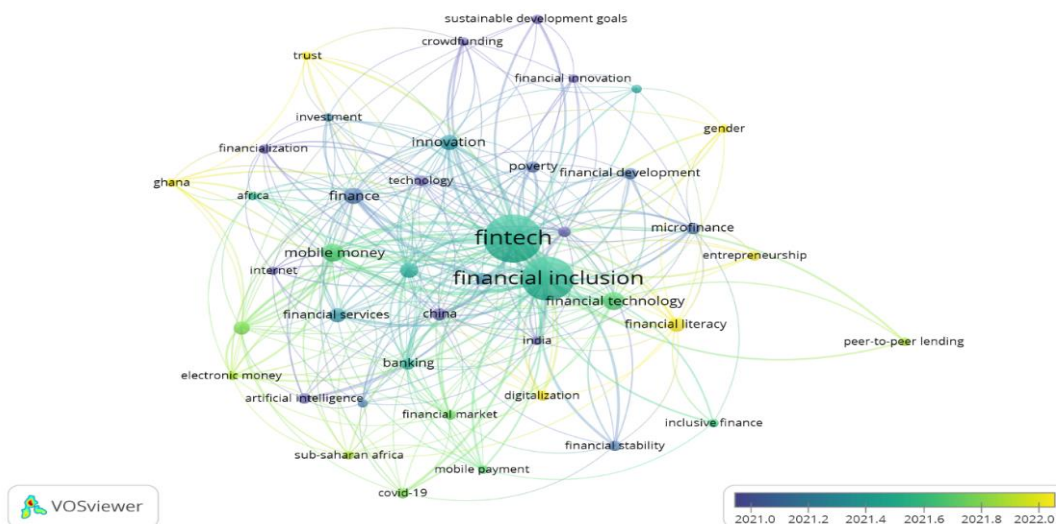 sustainable development goals
crowdfunding
trust
financial innovation
investment
gender
innovation
financialization
poverty
financial development
technology
ghana
africa
finance
microfinance
fintech
mobile money
entrepreneurship
internet
financial inclusion
financial technology
financial services
china
financial literacy
india
peer-to-peer lending
banking
electronic money
digitalization
artificial intelligence
financial market
inclusive finance
financial stability
sub-saharan africa
mobile payment
covid-19
VOSviewer
2021.0 2021.2 2021.4 2021.6 2021.8 2022.0